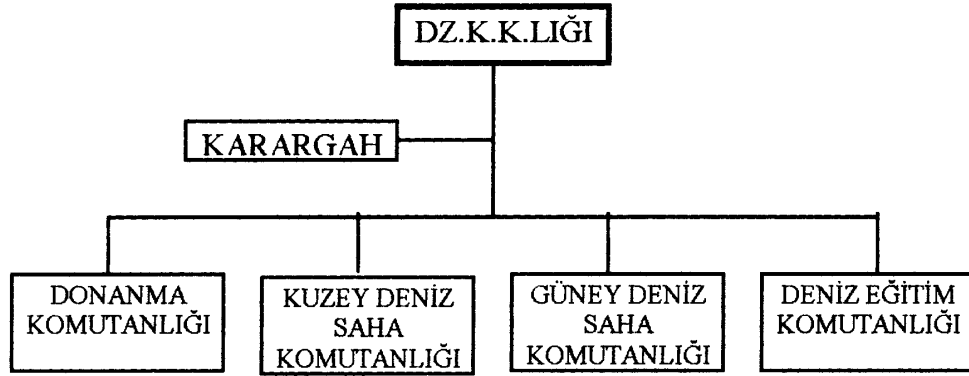 DZ.K.K.LIĞI
KARARGAH
DONANMA
KOMUTANLIĞI
KUZEY DENİZ
SAHA
KOMUTANLIĞI
GÜNEY DENİZ
SAHA
KOMUTANLIĞI
DENİZ EĞİTİM
KOMUTANLIĞI